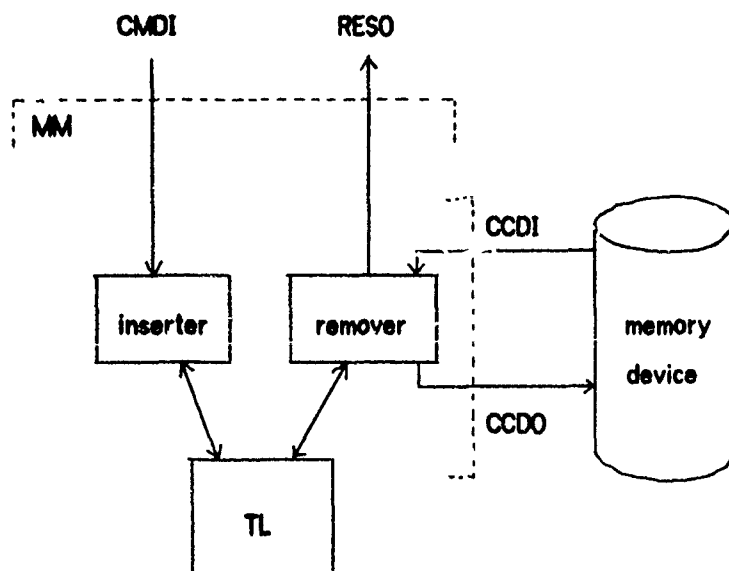 CMDI RESO
MM
CCDI
inserter remover memory
device
CCDO
TL